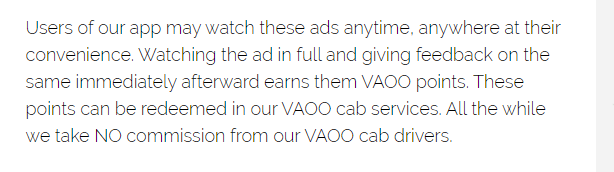 Users of our app may watch these ads anytime, anywhere at their
convenience. Watching the ad in full and giving feedback on the
same immediately afterward earns them VAOO points. These
points can be redeemed in our VAOO cab services. All the while
we take NO commission from our VAOO cab drivers.